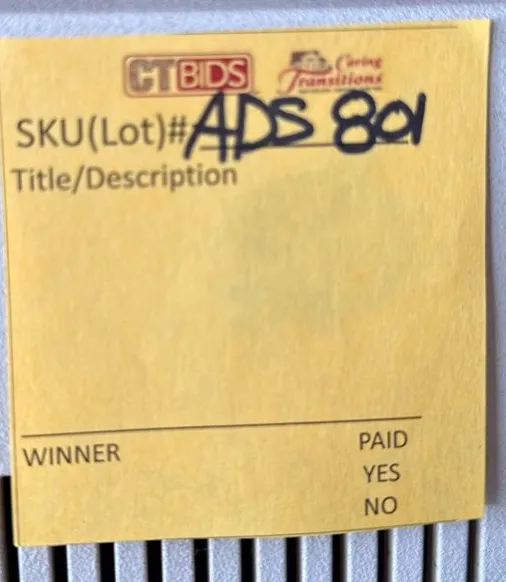 CTBIDS Caring Transitions
SKU(Lot)# ADS 801
Title/Description
WINNER PAID
YES
NO